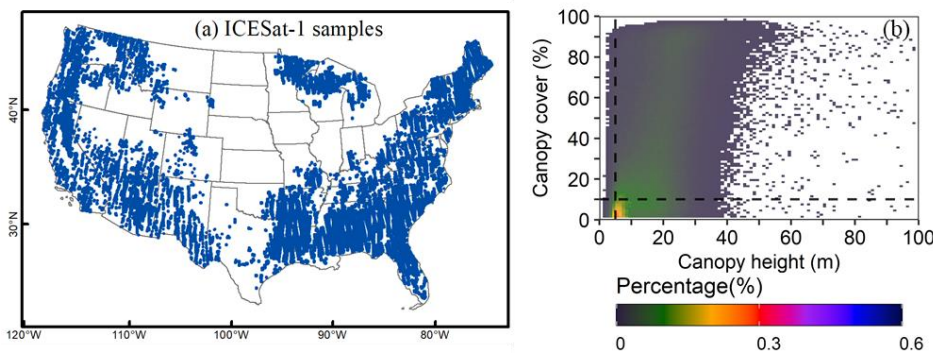 (a) ICESat-1 samples
40°N
30°N
120°W 110°W 100°W 90°W 80°W
(b)
Canopy cover (%)
100
80
60
40
20
0
0 20 40 60 80 100
Canopy height (m)
Percentage(%)
0 0.3 0.6